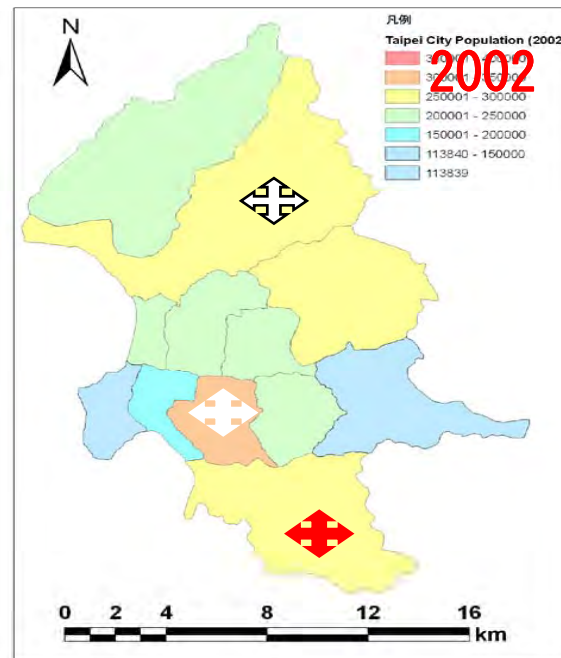 N
凡例
Taipei City Population (2002
2002
250001 - 300000
200001 - 250000
150001 - 200000
113840 - 150000
113839
0 2 4 8 12 16
km